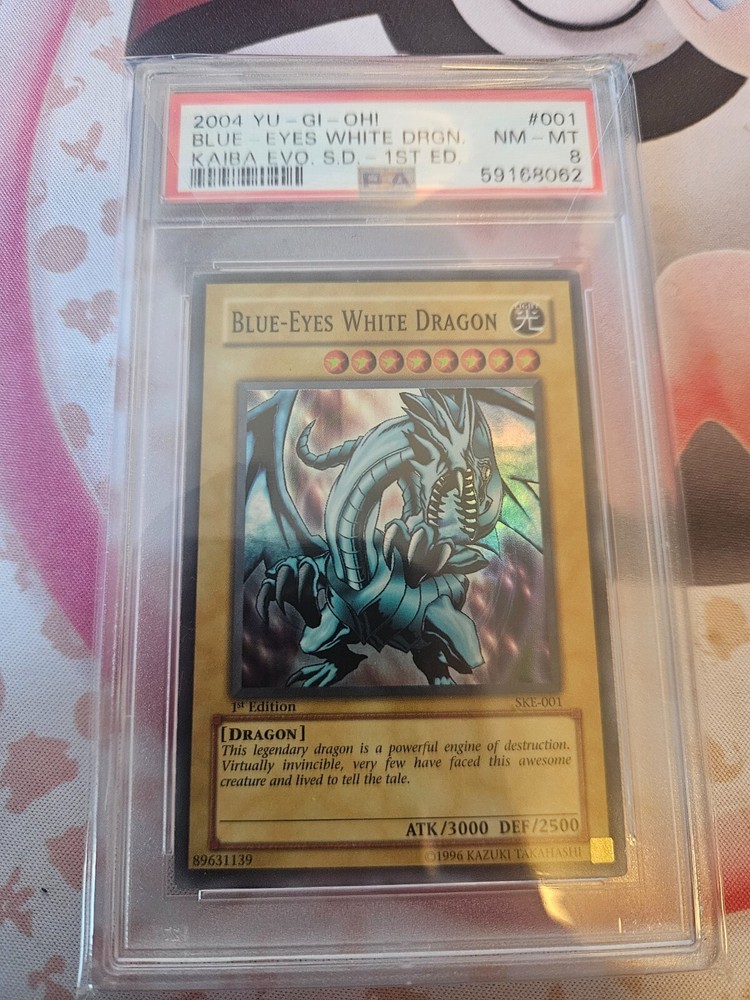 2004 YU-GI-OH! #001
BLUE-EYES WHITE DRGN. NM-MT
KAIBA EVO. S.D.-1ST ED. 8
PSA 59168062
BLUE-EYES WHITE DRAGON 光
1st Edition SKE-001
[DRAGON]
This legendary dragon is a powerful engine of destruction.
Virtually invincible, very few have faced this awesome
creature and lived to tell the tale.
ATK/3000 DEF/2500
89631139 ©1996 KAZUKI TAKAHASHI